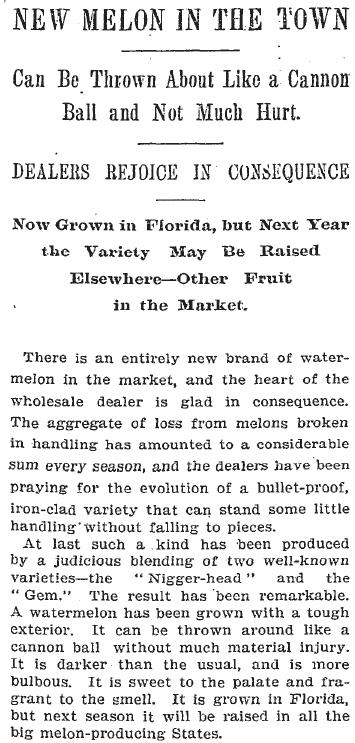 NEW MELON IN THE TOWN
Can Be Thrown About Like a Cannon
Ball and Not Much Hurt.
DEALERS REJOICE IN CONSEQUENCE
Now Grown in Florida, but Next Year
the Variety May Be Raised
Elsewhere—Other Fruit
in the Market.
There is an entirely new brand of water-
melon in the market, and the heart of the
wholesale dealer is glad in consequence.
The aggregate of loss from melons broken
in handling has amounted to a considerable
sum every season, and the dealers have been
praying for the evolution of a bullet-proof,
iron-clad variety that can stand some little
handling without falling to pieces.
At last such a kind has been produced
by a judicious blending of two well-known
varieties—the "Nigger-head" and the
"Gem." The result has been remarkable.
A watermelon has been grown with a tough
exterior. It can be thrown around like a
cannon ball without much material injury.
It is darker than the usual, and is more
bulbous. It is sweet to the palate and fra-
grant to the smell. It is grown in Florida,
but next season it will be raised in all the
big melon-producing States.